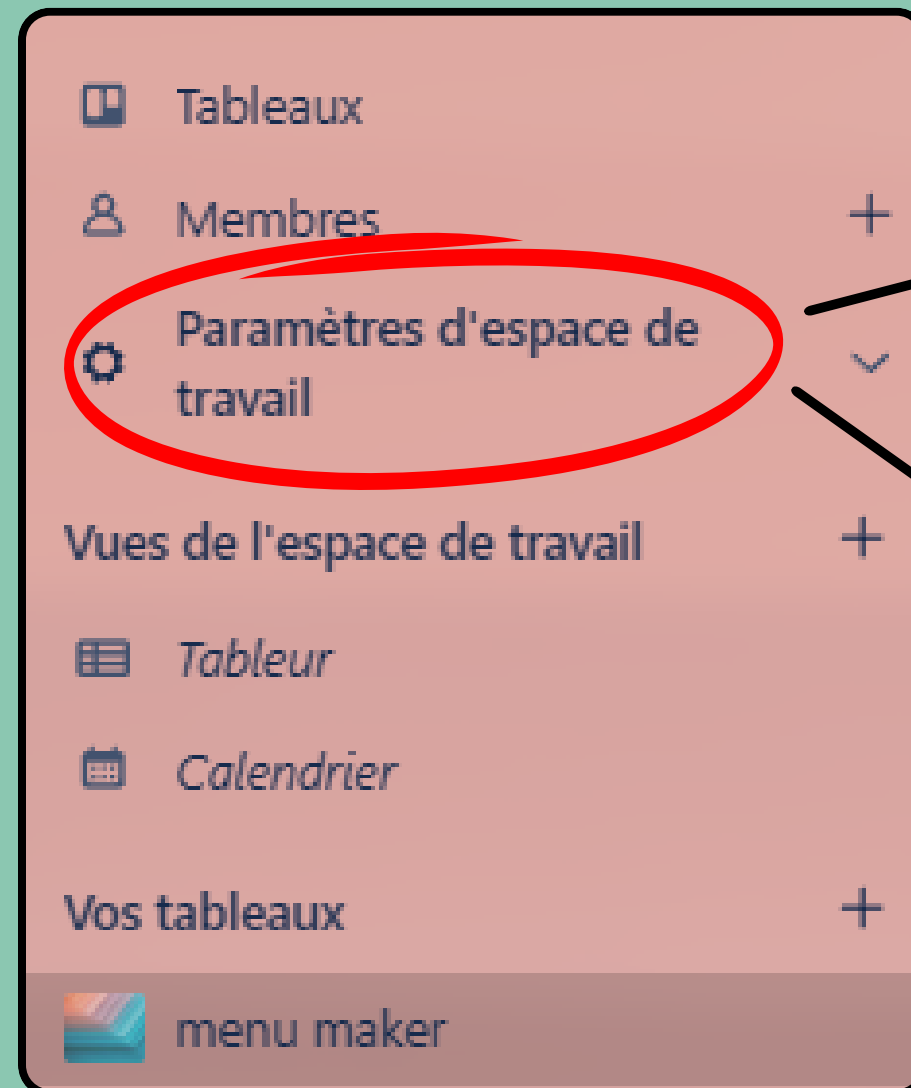 Tableaux
Membres
Paramètres d'espace de
travail
Vues de l'espace de travail
Tableur
Calendrier
Vos tableaux
menu maker